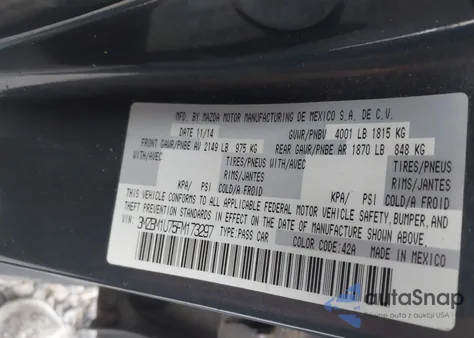 MFD. BY MAZDA MOTOR MANUFACTURING DE MEXICO S.A. DE C.V.
DATE 11/14 GVWR/PNBV 4001 LB 1815 KG
FRONT GAWR/PNBE AV 2149 LB 975 KG REAR GAWR/PNBE AR 1870 LB 848 KG
WITH/AVEC TIRES/PNEUS WITH/AVEC TIRES/PNEUS
RIMS/JANTES RIMS/JANTES
KPA/ PSI COLD/A FROID KPA/ PSI COLD/A FROID
THIS VEHICLE CONFORMS TO ALL APPLICABLE FEDERAL MOTOR VEHICLE SAFETY, BUMPER, AND
THEFT PREVENTION STANDARDS IN EFFECT ON THE DATE OF MANUFACTURE SHOWN ABOVE.
VIN: 3MZBM1U75FM173297 TYPE: PASS CAR
COLOR CODE: 42A MADE IN MEXICO
autoSnap